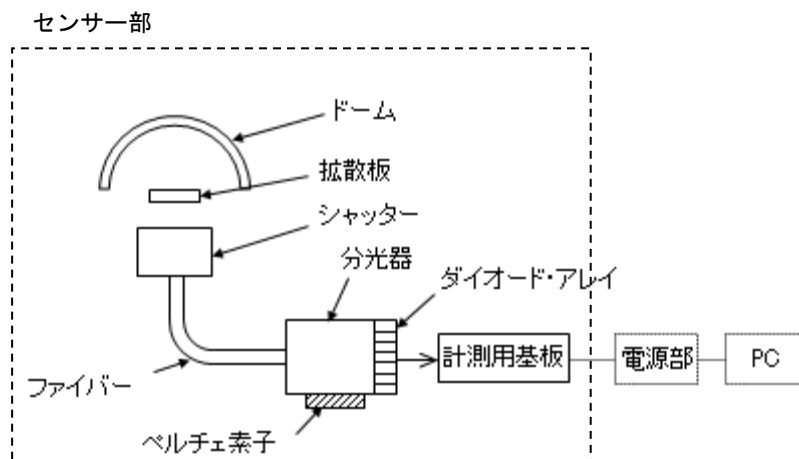 センサー部
ドーム
拡散板
シャッター
分光器
ダイオード・アレイ
計測用基板
電源部
PC
ファイバー
ペルチェ素子